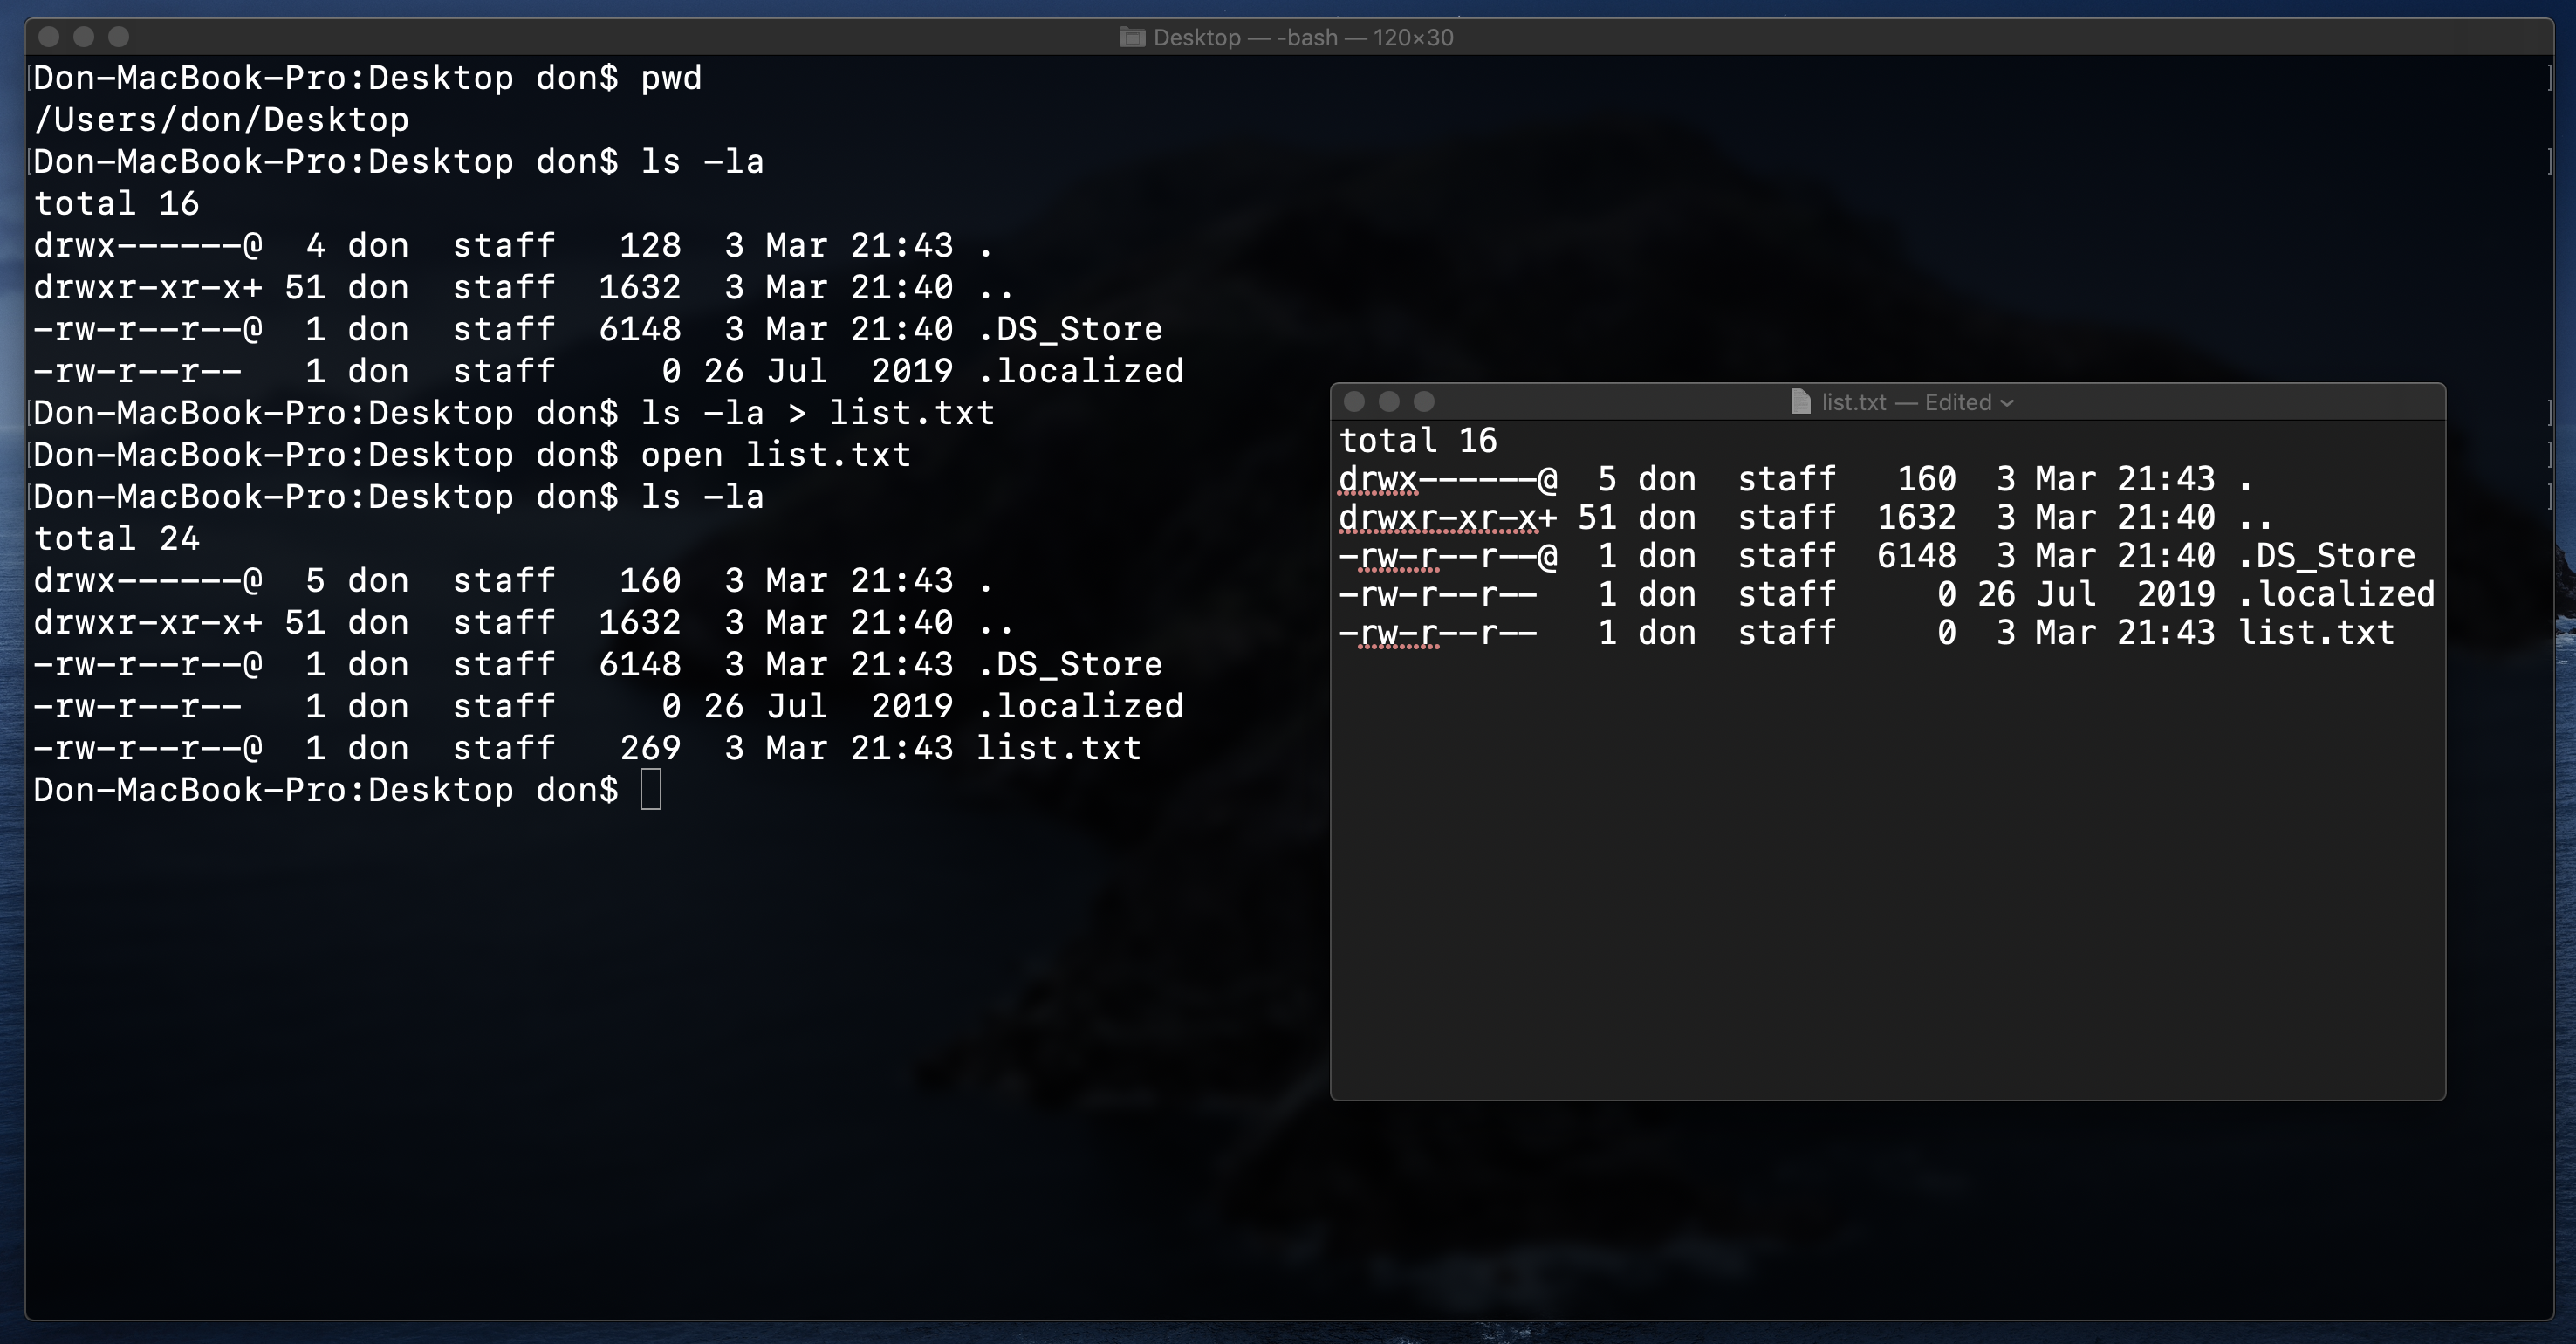 Desktop — -bash — 120×30
Don-MacBook-Pro:Desktop don$ pwd
/Users/don/Desktop
Don-MacBook-Pro:Desktop don$ ls -la
total 16
drwx------@  4 don  staff   128  3 Mar 21:43 .
drwxr-xr-x+ 51 don  staff  1632  3 Mar 21:40 ..
-rw-r--r--@  1 don  staff  6148  3 Mar 21:40 .DS_Store
-rw-r--r--   1 don  staff     0 26 Jul  2019 .localized
Don-MacBook-Pro:Desktop don$ ls -la > list.txt
Don-MacBook-Pro:Desktop don$ open list.txt
Don-MacBook-Pro:Desktop don$ ls -la
total 24
drwx------@  5 don  staff   160  3 Mar 21:43 .
drwxr-xr-x+ 51 don  staff  1632  3 Mar 21:40 ..
-rw-r--r--@  1 don  staff  6148  3 Mar 21:43 .DS_Store
-rw-r--r--   1 don  staff     0 26 Jul  2019 .localized
-rw-r--r--@  1 don  staff   269  3 Mar 21:43 list.txt
Don-MacBook-Pro:Desktop don$
list.txt — Edited
total 16
drwx------@  5 don  staff   160  3 Mar 21:43 .
drwxr-xr-x+ 51 don  staff  1632  3 Mar 21:40 ..
-rw-r--r--@  1 don  staff  6148  3 Mar 21:40 .DS_Store
-rw-r--r--   1 don  staff     0 26 Jul  2019 .localized
-rw-r--r--   1 don  staff     0  3 Mar 21:43 list.txt